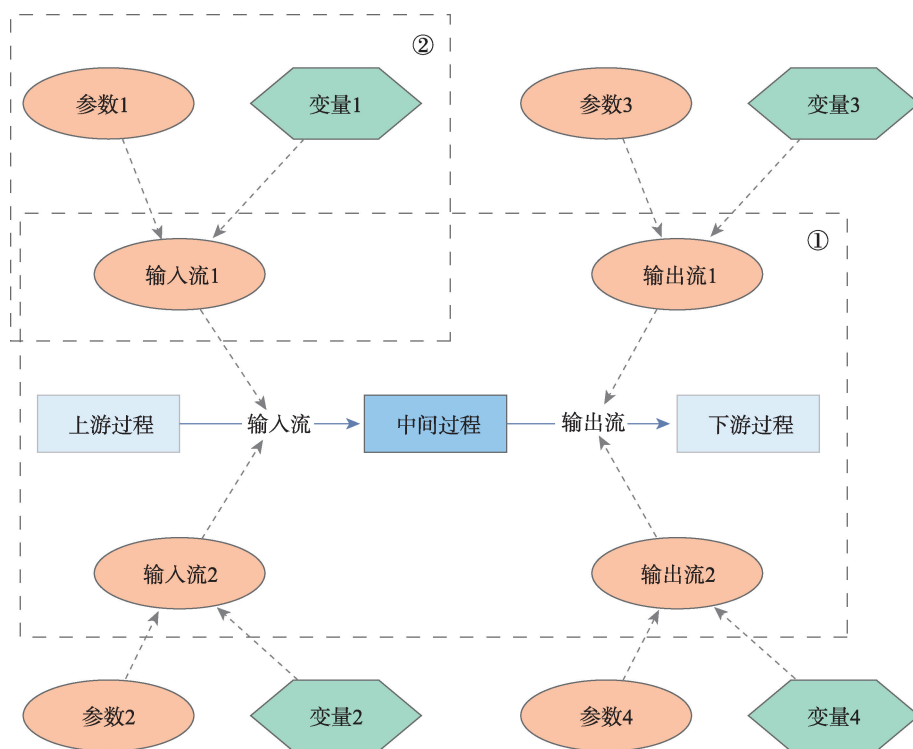 ②
参数1
变量1
参数3
变量3
①
输入流1
输出流1
上游过程
输入流
中间过程
输出流
下游过程
输入流2
输出流2
参数2
变量2
参数4
变量4